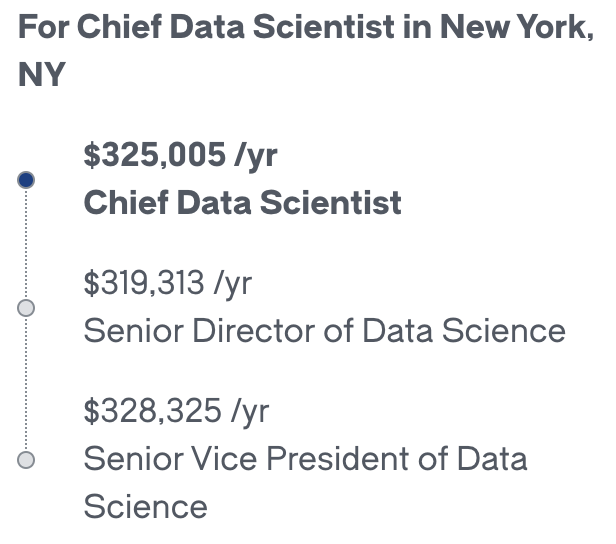 For Chief Data Scientist in New York,
NY
$325,005 /yr
Chief Data Scientist
$319,313 /yr
Senior Director of Data Science
$328,325 /yr
Senior Vice President of Data
Science